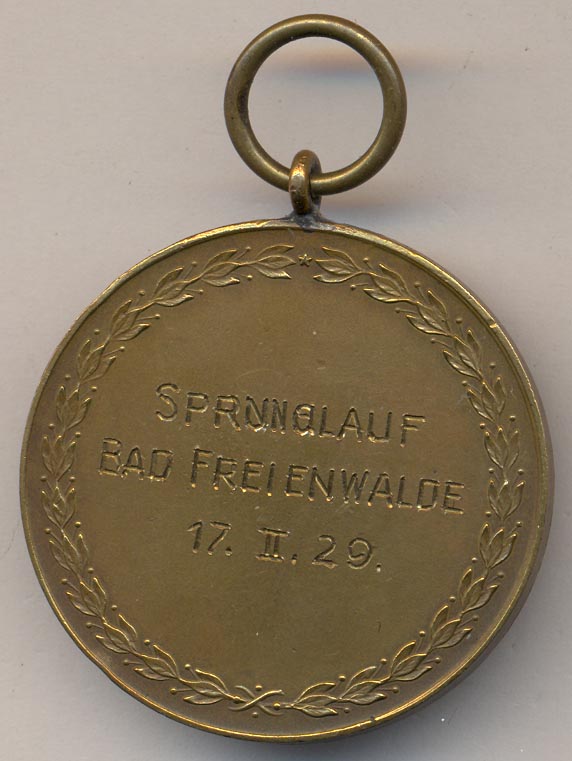 SPRUNGLAUF
BAD FREIENWALDE
17. II. 29.